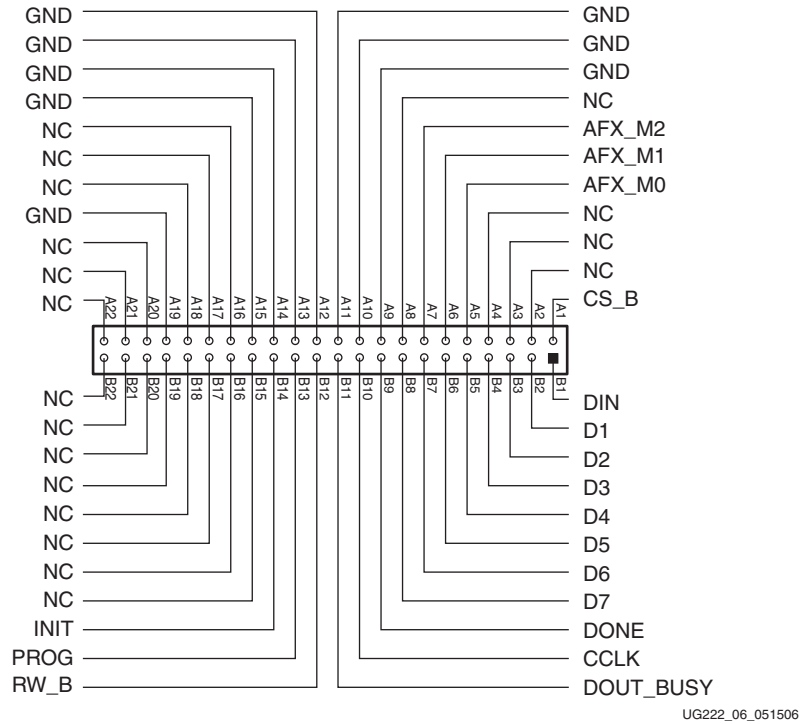 GND
GND
GND
GND
NC
NC
NC
GND
NC
NC
NC
GND
GND
GND
NC
AFX_M2
AFX_M1
AFX_M0
NC
NC
NC
CS_B
A22 A21 A20 A19 A18 A17 A16 A15 A14 A13 A12 A11 A10 A9 A8 A7 A6 A5 A4 A3 A2 A1
B22 B21 B20 B19 B18 B17 B16 B15 B14 B13 B12 B11 B10 B9 B8 B7 B6 B5 B4 B3 B2 B1
NC
NC
NC
NC
NC
NC
NC
NC
INIT
PROG
RW_B
DIN
D1
D2
D3
D4
D5
D6
D7
DONE
CCLK
DOUT_BUSY
UG222_06_051506